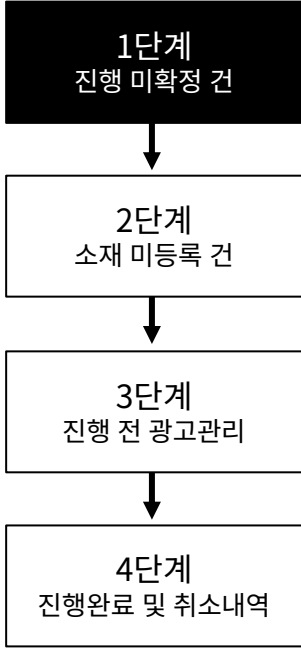 1단계
진행 미확정 건
2단계
소재 미등록 건
3단계
진행 전 광고관리
4단계
진행완료 및 취소내역